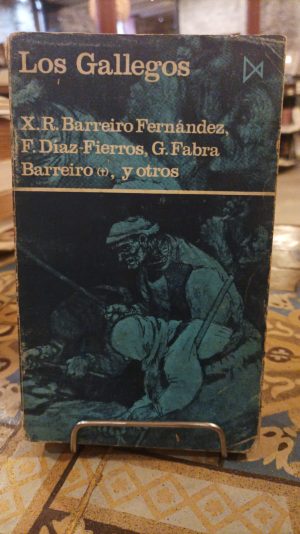 Los Gallegos
X.R. Barreiro Fernández,
F. Díaz-Fierros, G. Fabra
Barreiro (†), y otros